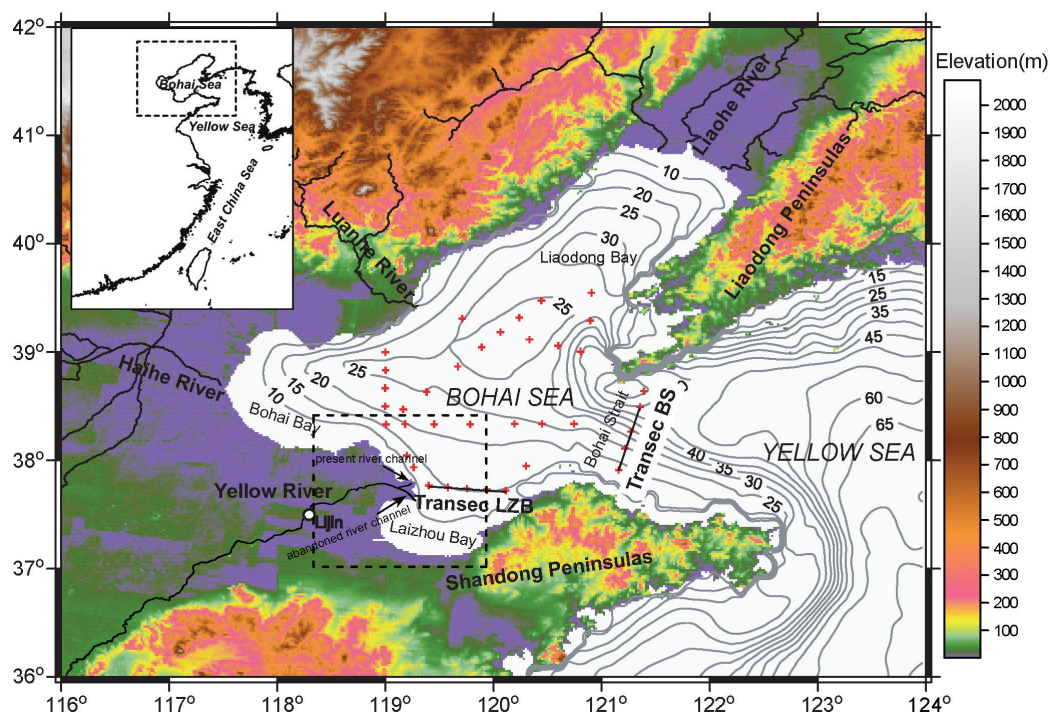 42°
41°
40°
39°
38°
37°
36°
116°
117°
118°
119°
120°
121°
122°
123°
124°
Bohai Sea
Yellow Sea
East China Sea
Elevation(m)
2000
1900
1800
1700
1600
1500
1400
1300
1200
1100
1000
900
800
700
600
500
400
300
200
100
Liaohe River
10
20
25
30
Liaodong Bay
Liaodong Peninsulas
Luanhe River
15
25
35
45
25
Haihe River
25
20
15
10
Bohai Bay
BOHAI SEA
Bohai Strait
Transec BS
60
65
YELLOW SEA
40
35
30
25
present river channel
Yellow River
Transec LZB
Lijin
abandoned river channel
Laizhou Bay
Shandong Peninsulas